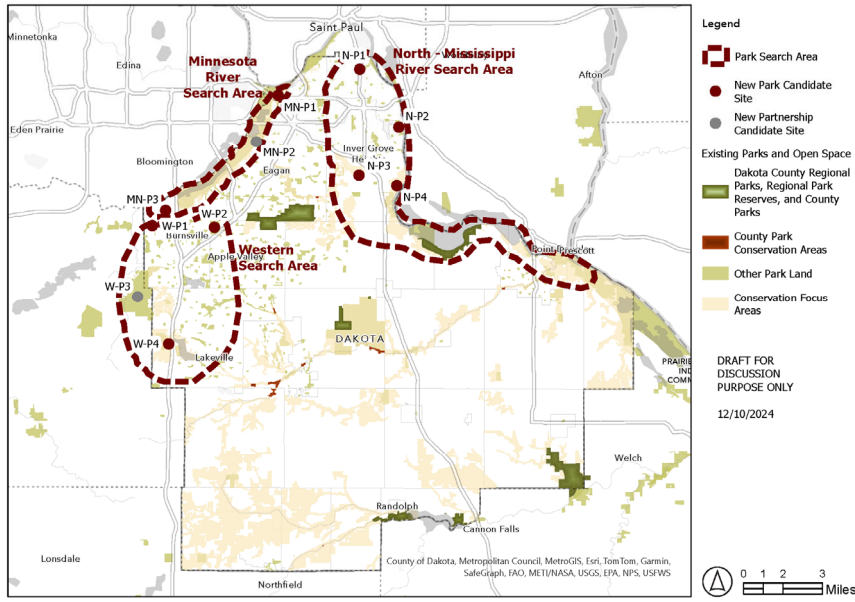 Saint Paul
Minnetonka
Edina
Minnesota
River
Search Area
N-P1
North - Mississippi
River Search Area
Afton
MN-P1
N-P2
Eden Prairie
MN-P2
Inver Grove
Bloomington
Eagan
N-P3
N-P4
MN-P3
W-P1
W-P2
Burnsville
Apple Valley
Western
Search Area
Point Prescott
W-P3
DAKOTA
W-P4
Lakeville
PRAIRIE
IND
COMM
Welch
Randolph
Cannon Falls
Lonsdale
Northfield
County of Dakota, Metropolitan Council, MetroGIS, Esri, TomTom, Garmin,
SafeGraph, FAO, METI/NASA, USGS, EPA, NPS, USFWS
Legend
Park Search Area
New Park Candidate
Site
New Partnership
Candidate Site
Existing Parks and Open Space
Dakota County Regional
Parks, Regional Park
Reserves, and County
Parks
County Park
Conservation Areas
Other Park Land
Conservation Focus
Areas
DRAFT FOR
DISCUSSION
PURPOSE ONLY
12/10/2024
0 1 2 3
Miles